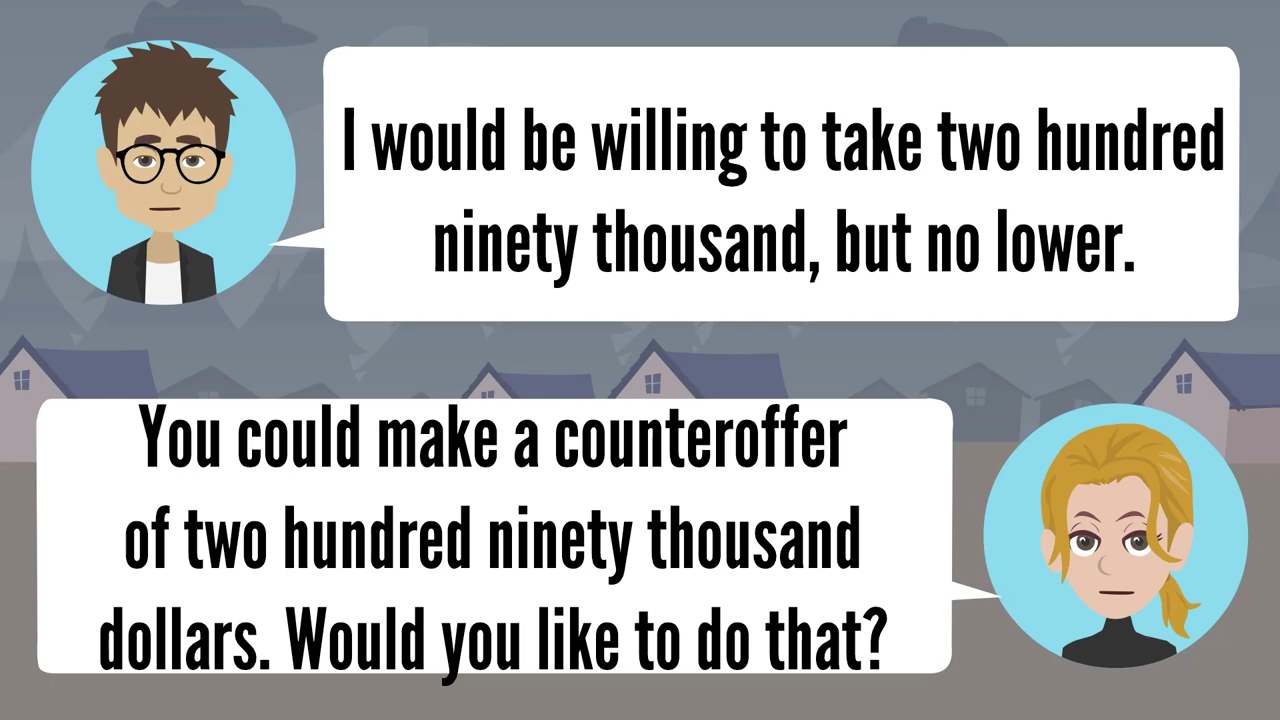 I would be willing to take two hundred
ninety thousand, but no lower.
You could make a counteroffer
of two hundred ninety thousand
dollars. Would you like to do that?